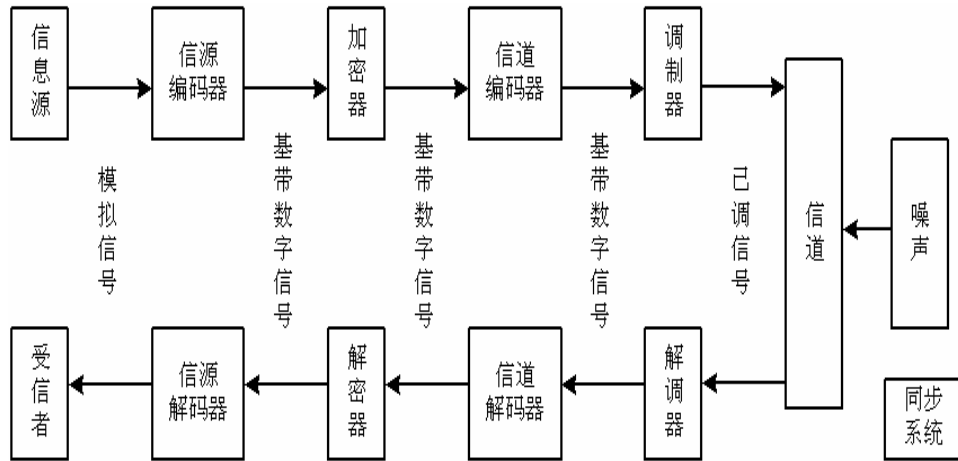 信息源
信源
编码器
加密器
信道
编码器
调制器
模拟信号
基带数字信号
基带数字信号
基带数字信号
已调信号
信道
噪声
受信者
信源
解码器
解密器
信道
解码器
解调器
同步
系统